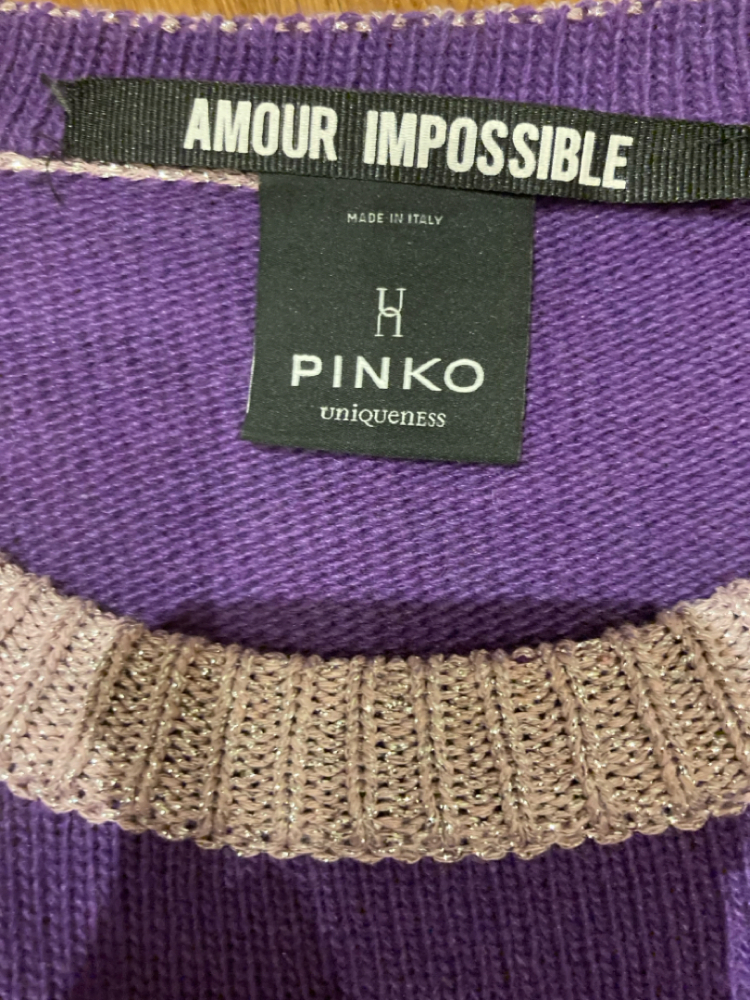 AMOUR IMPOSSIBLE
MADE IN ITALY
PINKO
uniQuenEss